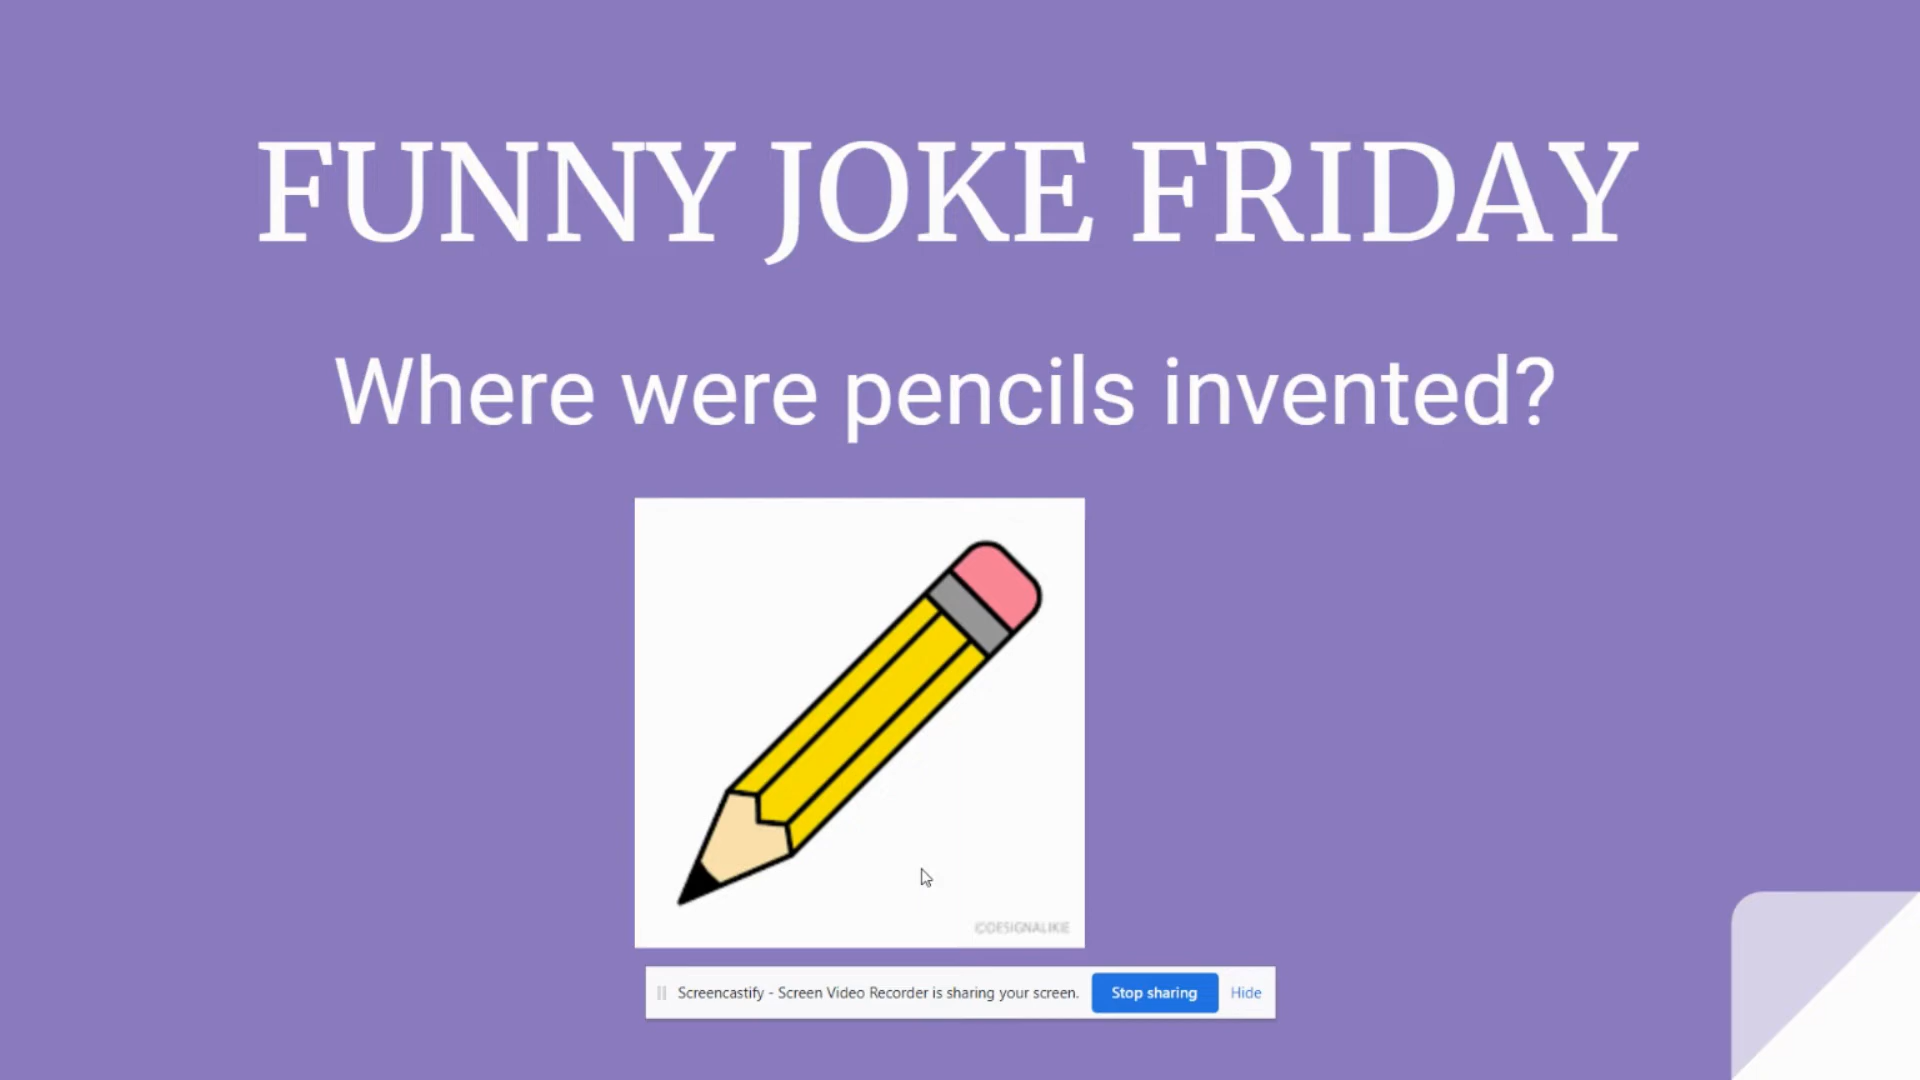 FUNNY JOKE FRIDAY
Where were pencils invented?
©DESIGNALIKIE
Screencastify - Screen Video Recorder is sharing your screen. Stop sharing Hide